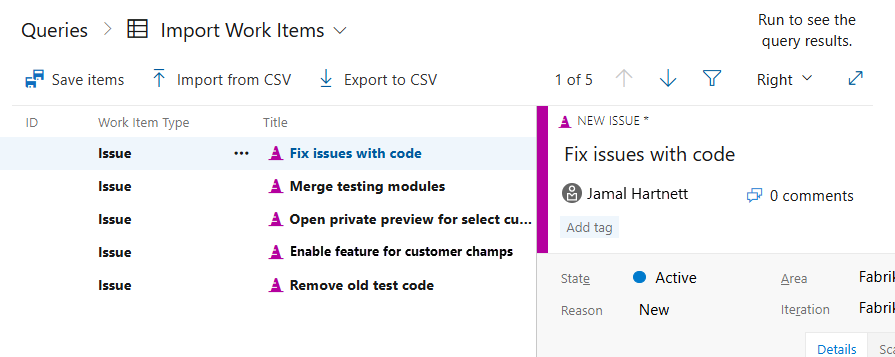 Queries > Import Work Items
Run to see the
query results.
Save items Import from CSV Export to CSV 1 of 5 Right
ID Work Item Type Title
Issue ... Fix issues with code
Issue Merge testing modules
Issue Open private preview for select cu...
Issue Enable feature for customer champs
Issue Remove old test code
NEW ISSUE *
Fix issues with code
Jamal Hartnett 0 comments
Add tag
State Active Area Fabrik
Reason New Iteration Fabrik
Details Sca